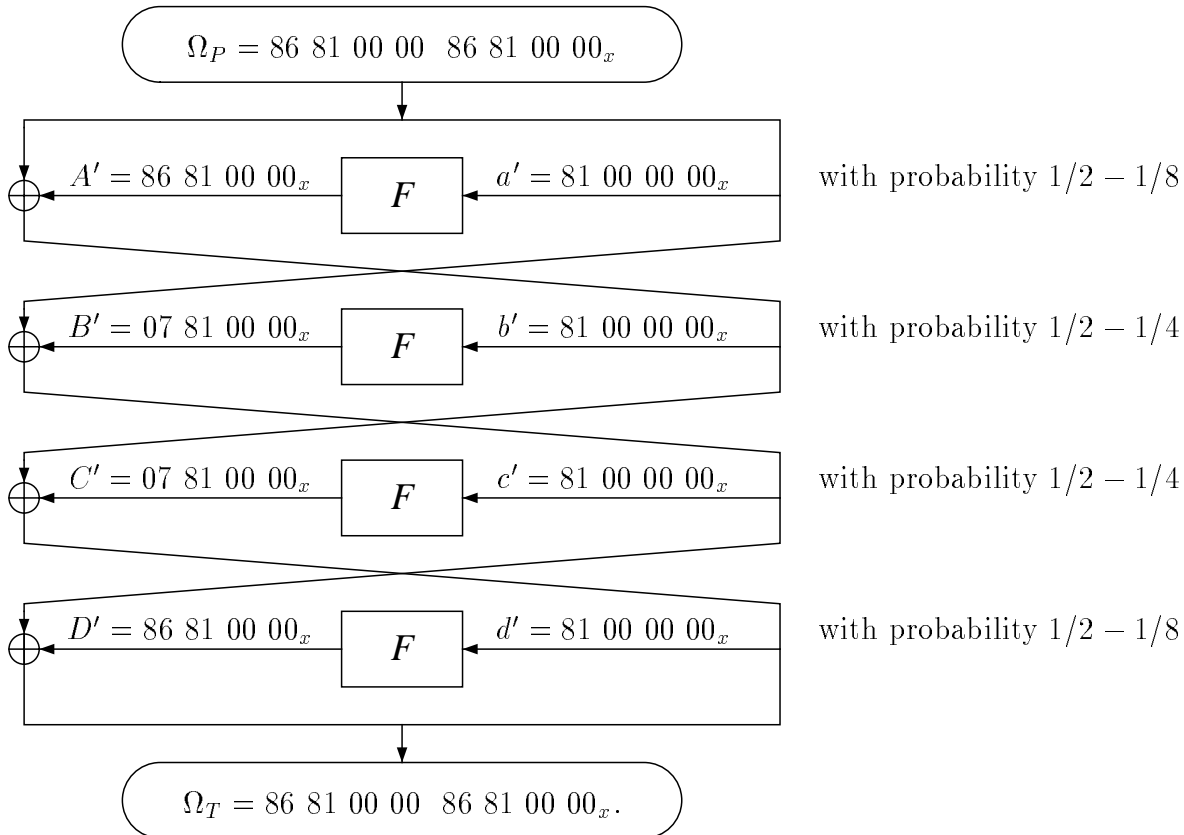 Ω_P = 86 81 00 00 86 81 00 00_x
A′ = 86 81 00 00_x F a′ = 81 00 00 00_x with probability 1/2 − 1/8
B′ = 07 81 00 00_x F b′ = 81 00 00 00_x with probability 1/2 − 1/4
C′ = 07 81 00 00_x F c′ = 81 00 00 00_x with probability 1/2 − 1/4
D′ = 86 81 00 00_x F d′ = 81 00 00 00_x with probability 1/2 − 1/8
Ω_T = 86 81 00 00 86 81 00 00_x.